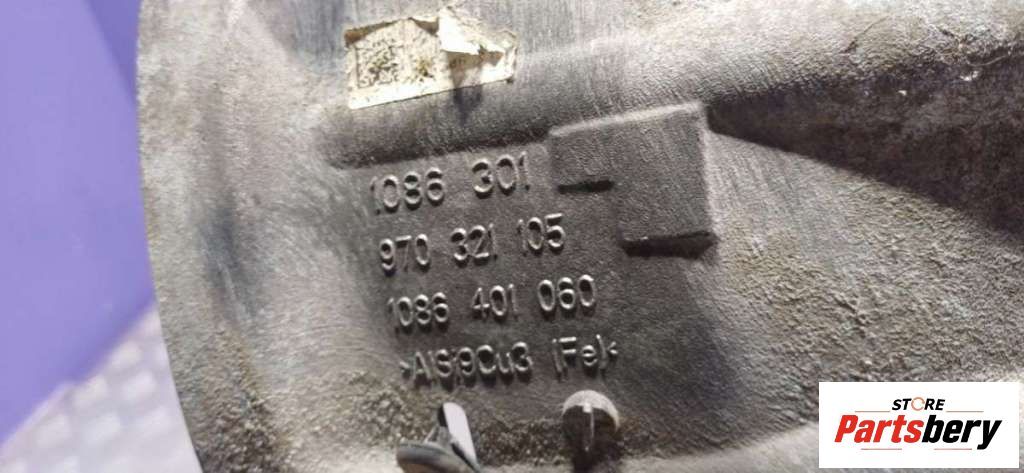 1086 301
970 321 105
1086 401 060
>AlSi9Cu3 (Fe)<
STORE
Partsbery